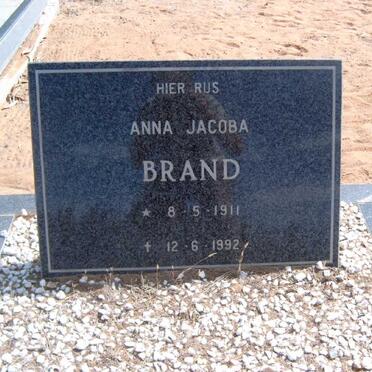 HIER RUS
ANNA JACOBA
BRAND
★ 8-5-1911
✝ 12-6-1992